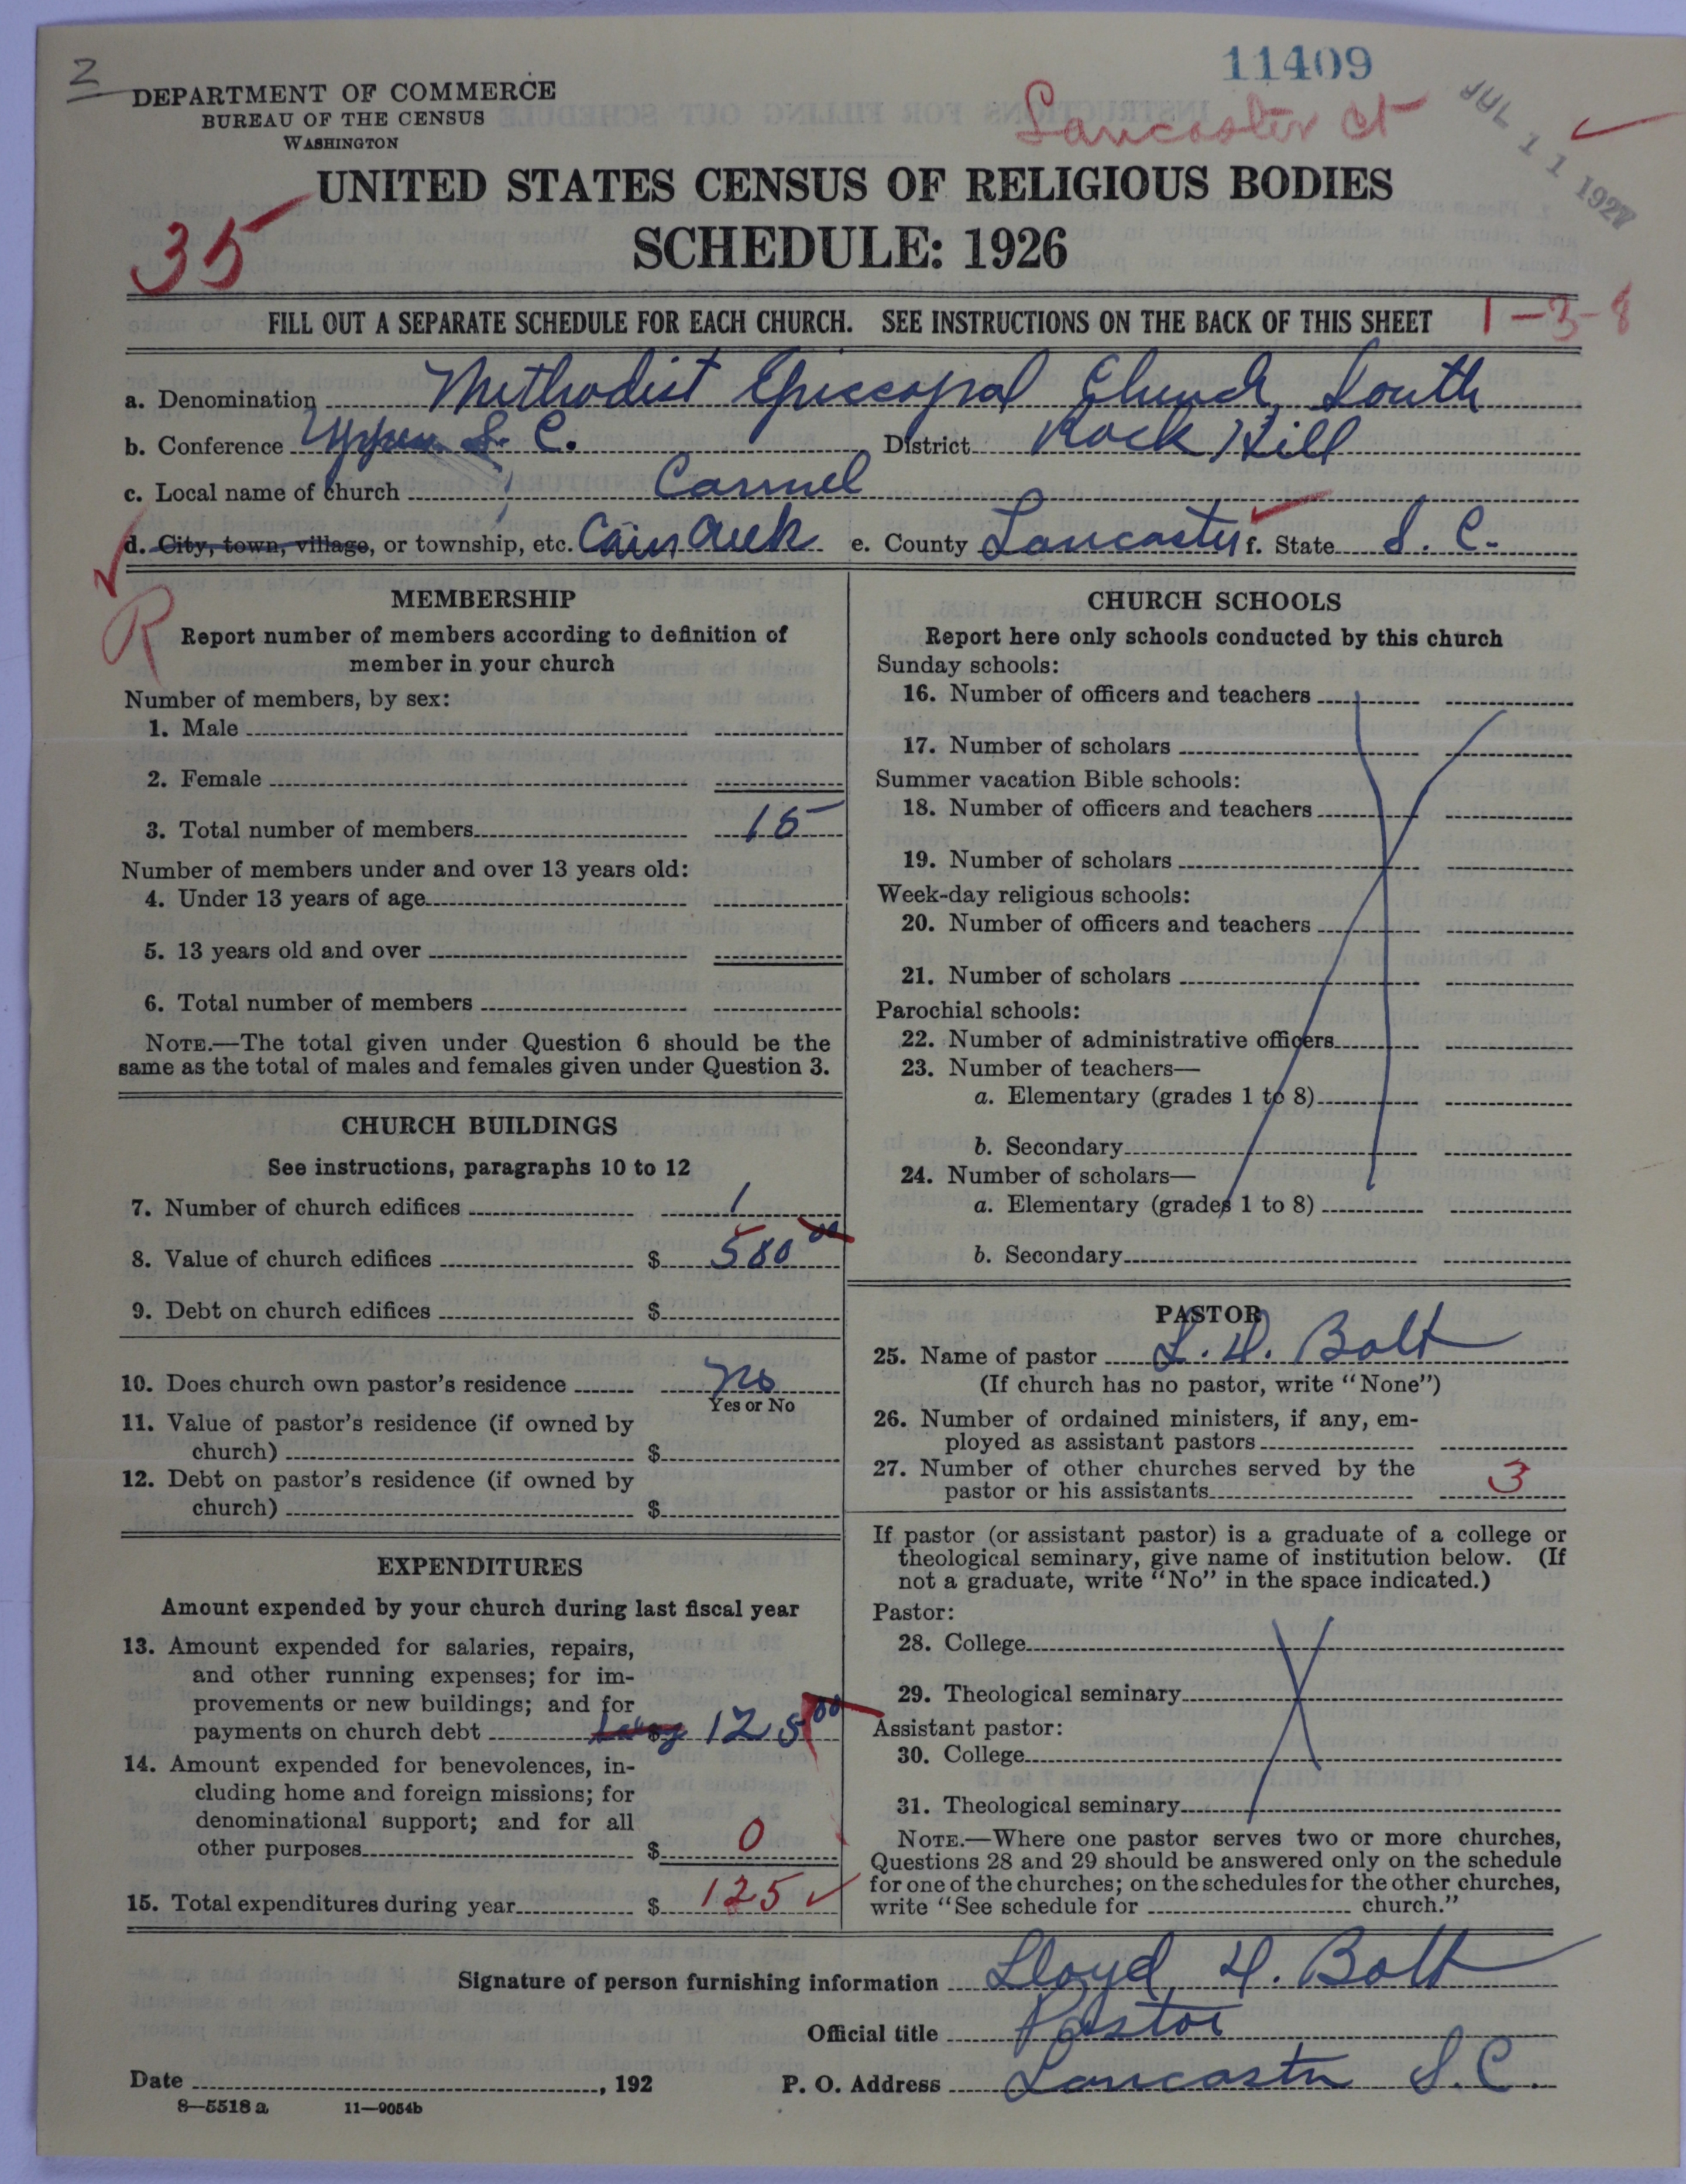 2
11409
DEPARTMENT OF COMMERCE
BUREAU OF THE CENSUS
WASHINGTON
Lancaster Ct
JUL 11 1927
UNITED STATES CENSUS OF RELIGIOUS BODIES
SCHEDULE: 1926
35
FILL OUT A SEPARATE SCHEDULE FOR EACH CHURCH. SEE INSTRUCTIONS ON THE BACK OF THIS SHEET
1-3-8
a. Denomination Methodist Episcopal Church, South
b. Conference Upper S. C. District Rock Hill
c. Local name of church Carmel
d. City, town, village, or township, etc. Cain Creek e. County Lancaster f. State S. C.
R
MEMBERSHIP
Report number of members according to definition of
member in your church
Number of members, by sex:
1. Male
2. Female
3. Total number of members 15
Number of members under and over 13 years old:
4. Under 13 years of age
5. 13 years old and over
6. Total number of members
NOTE.—The total given under Question 6 should be the
same as the total of males and females given under Question 3.
CHURCH BUILDINGS
See instructions, paragraphs 10 to 12
7. Number of church edifices 1
8. Value of church edifices $ 500 00
9. Debt on church edifices $
10. Does church own pastor's residence No
Yes or No
11. Value of pastor's residence (if owned by
church) $
12. Debt on pastor's residence (if owned by
church) $
EXPENDITURES
Amount expended by your church during last fiscal year
13. Amount expended for salaries, repairs,
and other running expenses; for im-
provements or new buildings; and for
payments on church debt $ 125 00
14. Amount expended for benevolences, in-
cluding home and foreign missions; for
denominational support; and for all
other purposes $ 0
15. Total expenditures during year $ 125
CHURCH SCHOOLS
Report here only schools conducted by this church
Sunday schools:
16. Number of officers and teachers
17. Number of scholars
Summer vacation Bible schools:
18. Number of officers and teachers
19. Number of scholars
Week-day religious schools:
20. Number of officers and teachers
21. Number of scholars
Parochial schools:
22. Number of administrative officers
23. Number of teachers—
a. Elementary (grades 1 to 8)
b. Secondary
24. Number of scholars—
a. Elementary (grades 1 to 8)
b. Secondary
PASTOR
25. Name of pastor L. H. Bolt
(If church has no pastor, write "None")
26. Number of ordained ministers, if any, em-
ployed as assistant pastors
27. Number of other churches served by the
pastor or his assistants 3
If pastor (or assistant pastor) is a graduate of a college or
theological seminary, give name of institution below. (If
not a graduate, write "No" in the space indicated.)
Pastor:
28. College
29. Theological seminary
Assistant pastor:
30. College
31. Theological seminary
NOTE.—Where one pastor serves two or more churches,
Questions 28 and 29 should be answered only on the schedule
for one of the churches; on the schedules for the other churches,
write "See schedule for church."
Signature of person furnishing information Lloyd H. Bolt
Official title Pastor
Date , 192 P. O. Address Lancaster S.C.
8—5518 a 11—9054b